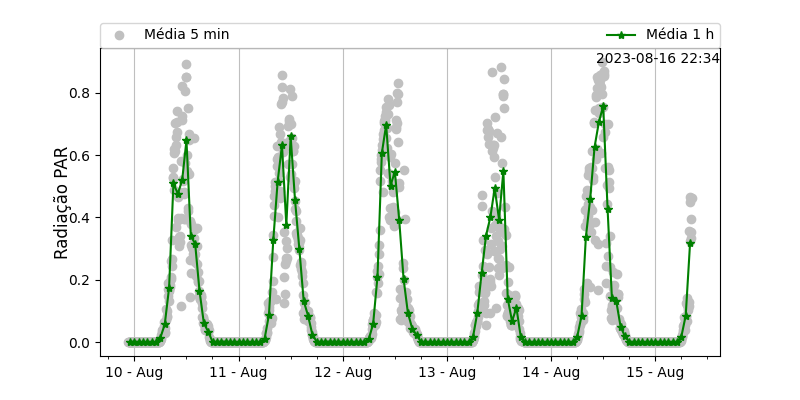 Média 5 min
Média 1 h
2023-08-16 22:34
Radiação PAR
0.8
0.6
0.4
0.2
0.0
10 - Aug
11 - Aug
12 - Aug
13 - Aug
14 - Aug
15 - Aug